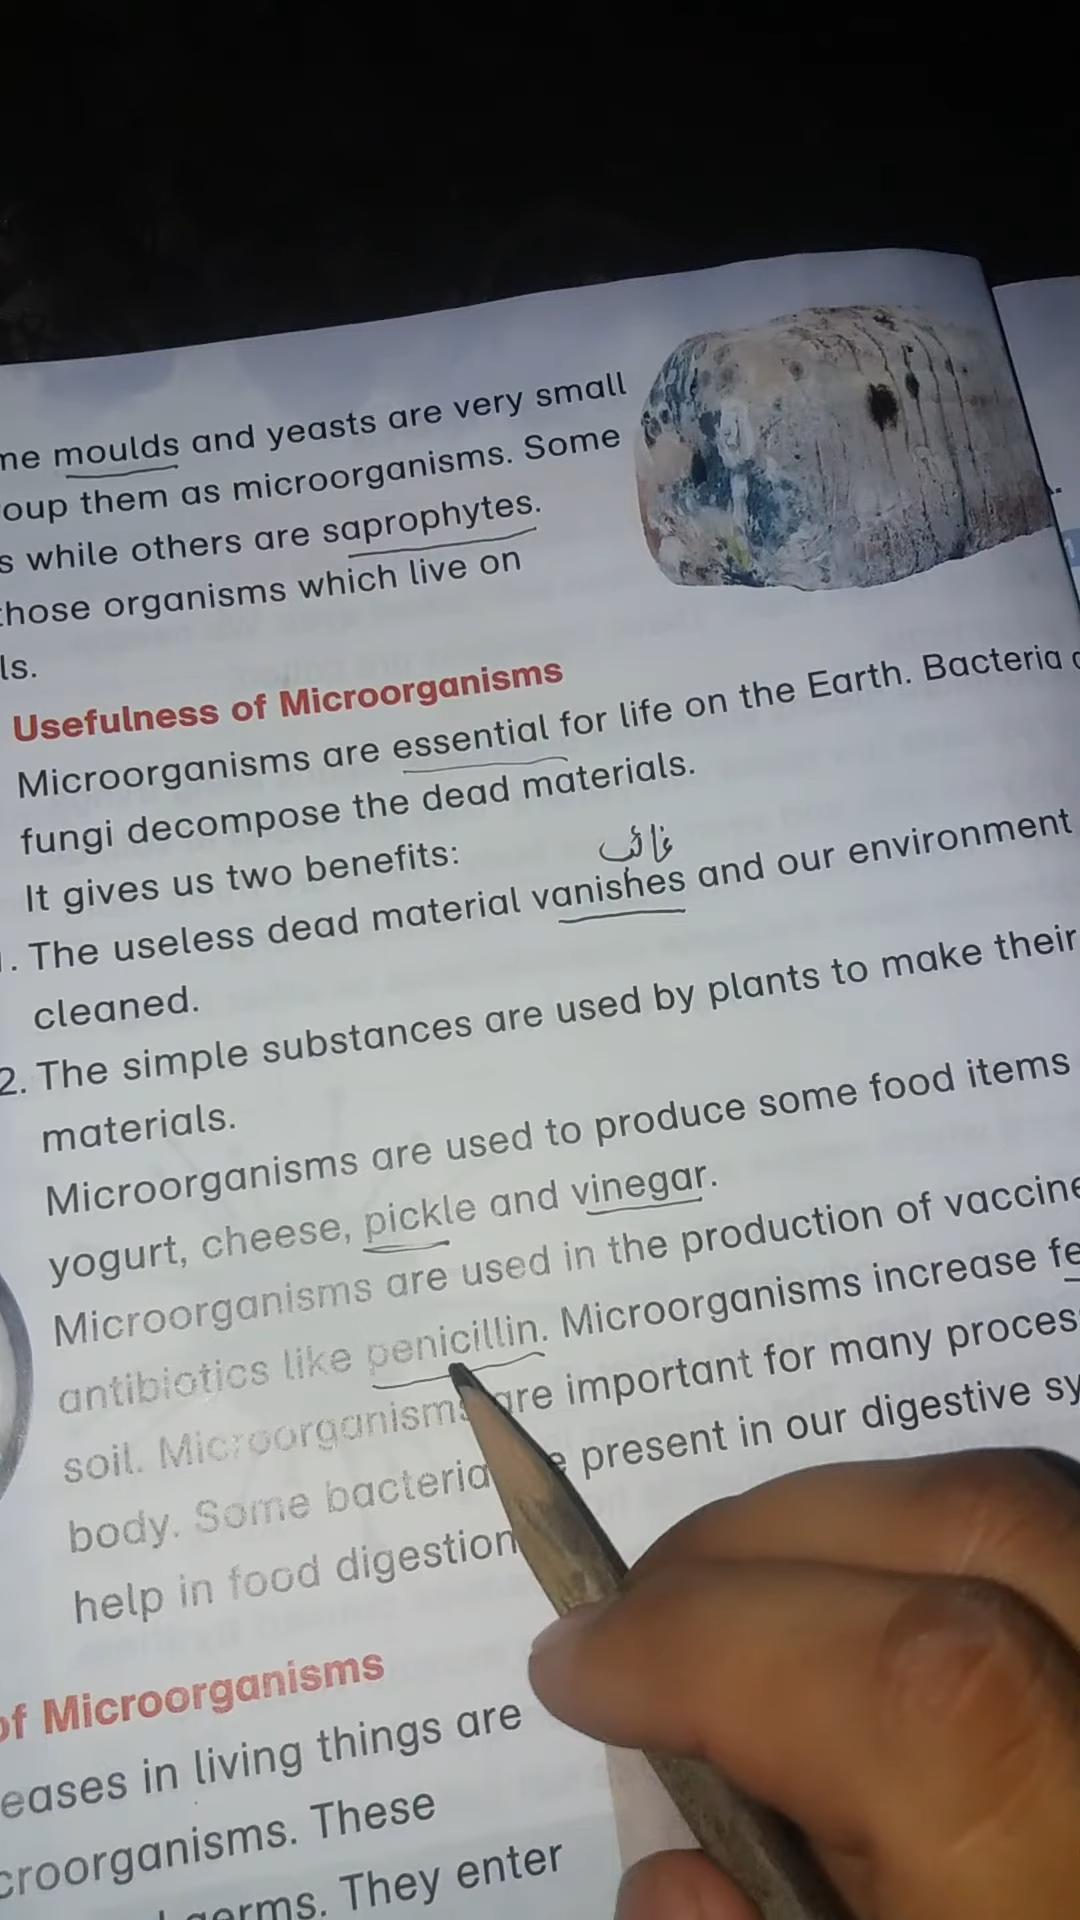 me moulds and yeasts are very small
oup them as microorganisms. Some
s while others are saprophytes.
those organisms which live on
ls.
Usefulness of Microorganisms
Microorganisms are essential for life on the Earth. Bacteria
fungi decompose the dead materials.
It gives us two benefits:
غائب
1. The useless dead material vanishes and our environment
cleaned.
2. The simple substances are used by plants to make their
materials.
Microorganisms are used to produce some food items
yogurt, cheese, pickle and vinegar.
Microorganisms are used in the production of vaccine
antibiotics like penicillin. Microorganisms increase fe
soil. Microorganisms are important for many proces
body. Some bacteria present in our digestive sy
help in food digestion
of Microorganisms
eases in living things are
croorganisms. These
germs. They enter